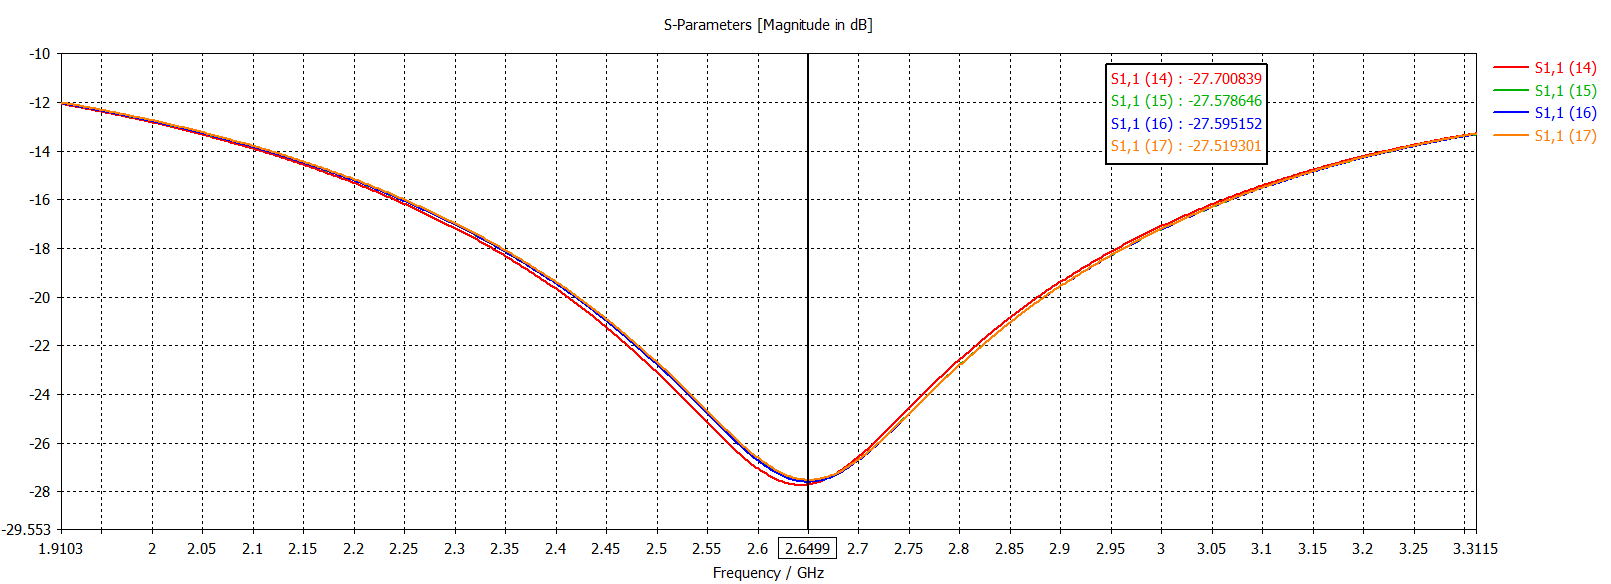 S-Parameters [Magnitude in dB]
-10
-12
-14
-16
-18
-20
-22
-24
-26
-28
-29.553
S1,1 (14) : -27.700839
S1,1 (15) : -27.578646
S1,1 (16) : -27.595152
S1,1 (17) : -27.519301
S1,1 (14)
S1,1 (15)
S1,1 (16)
S1,1 (17)
1.9103 2 2.05 2.1 2.15 2.2 2.25 2.3 2.35 2.4 2.45 2.5 2.55 2.6 2.6499 2.7 2.75 2.8 2.85 2.9 2.95 3 3.05 3.1 3.15 3.2 3.25 3.3115
Frequency / GHz